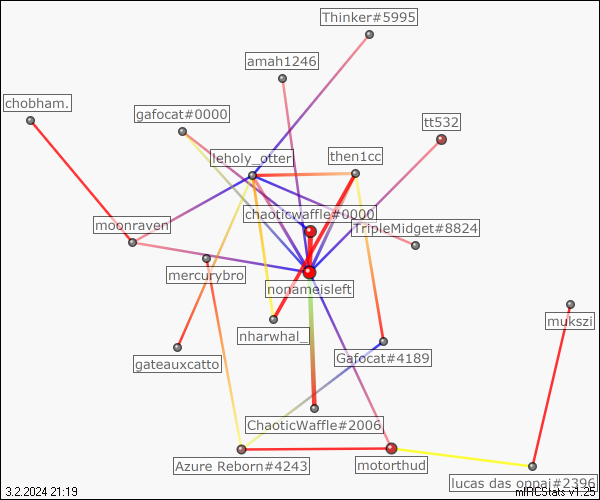 Thinker#5995
amah1246
chobham.
gafocat#0000
tt532
leholy_otter
then1cc
chaoticwaffle#0000
moonraven
TripleMidget#8824
mercurybro
nonameisleft
mukszi
nharwhal_
gateauxcatto
Gafocat#4189
ChaoticWaffle#2006
Azure Reborn#4243
motorthud
lucas das oppai#2396
3.2.2024 21:19
mIRCStats v1.25